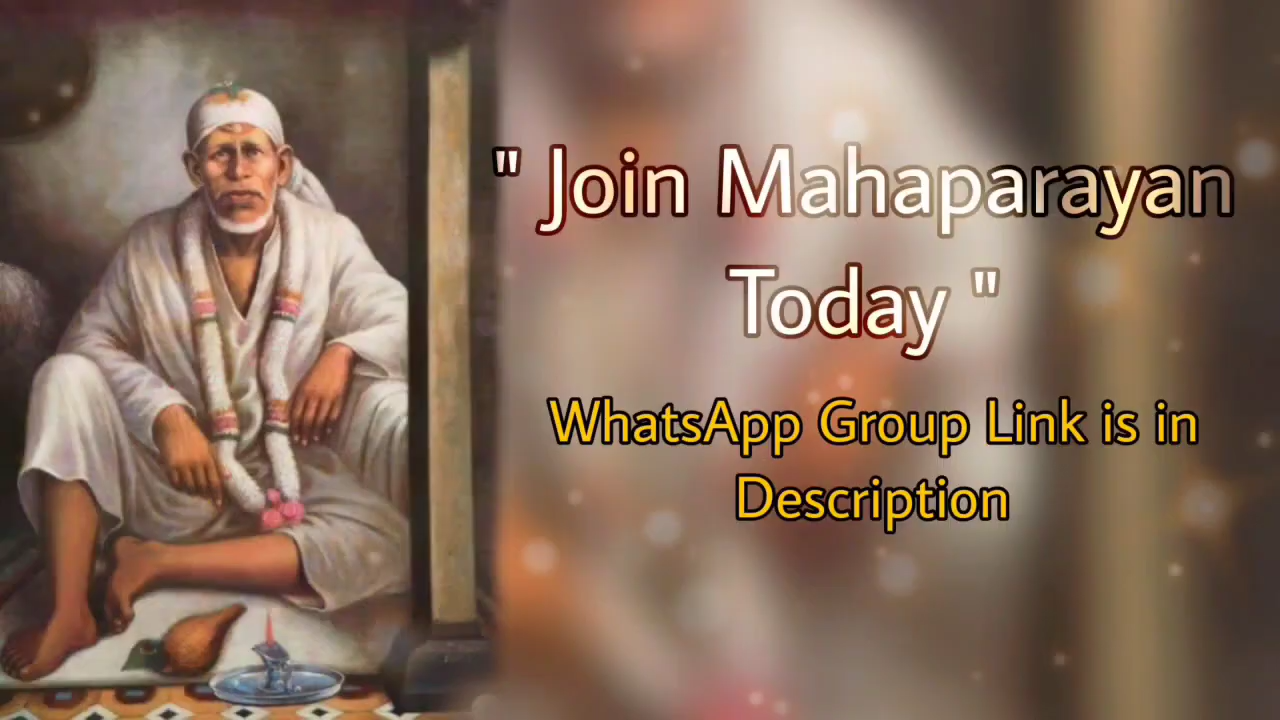 " Join Mahaparayan
Today "
WhatsApp Group Link is in
Description